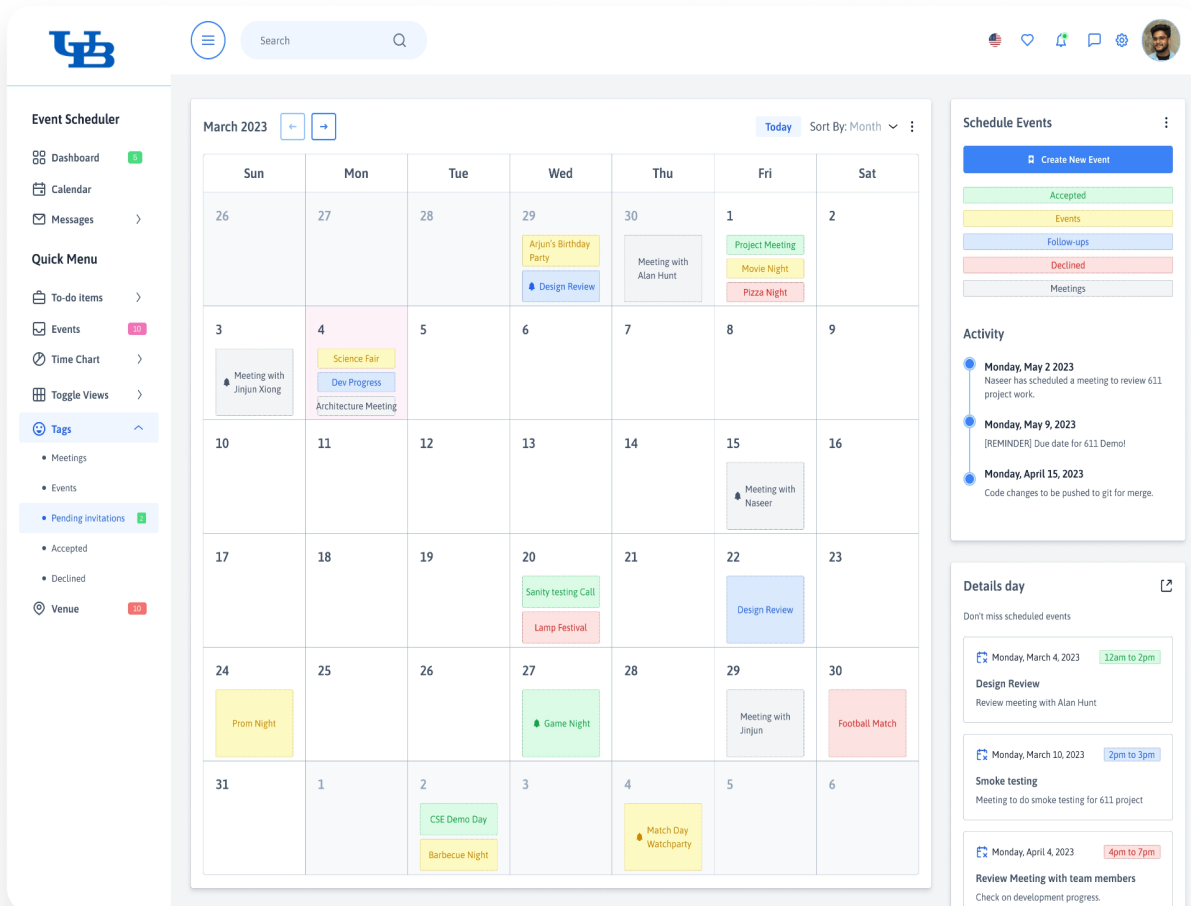 UB
Search
Event Scheduler
Dashboard 6
Calendar
Messages
Quick Menu
To-do items
Events 10
Time Chart
Toggle Views
Tags
Meetings
Events
Pending invitations 2
Accepted
Declined
Venue 10
March 2023 ← → Today Sort By: Month
Sun Mon Tue Wed Thu Fri Sat
26 27 28 29 30 1 2
Arjun's Birthday
Party
Design Review
Meeting with
Alan Hunt
Project Meeting
Movie Night
Pizza Night
3 4 5 6 7 8 9
Meeting with
Jinjun Xiong
Science Fair
Dev Progress
Architecture Meeting
10 11 12 13 14 15 16
Meeting with
Naseer
17 18 19 20 21 22 23
Sanity testing Call
Lamp Festival
Design Review
24 25 26 27 28 29 30
Prom Night
Game Night
Meeting with
Jinjun
Football Match
31 1 2 3 4 5 6
CSE Demo Day
Barbecue Night
Match Day
Watchparty
Schedule Events
Create New Event
Accepted
Events
Follow-ups
Declined
Meetings
Activity
Monday, May 2 2023
Naseer has scheduled a meeting to review 611
project work.
Monday, May 9, 2023
[REMINDER] Due date for 611 Demo!
Monday, April 15, 2023
Code changes to be pushed to git for merge.
Details day
Don't miss scheduled events
Monday, March 4, 2023 12am to 2pm
Design Review
Review meeting with Alan Hunt
Monday, March 10, 2023 2pm to 3pm
Smoke testing
Meeting to do smoke testing for 611 project
Monday, April 4, 2023 4pm to 7pm
Review Meeting with team members
Check on development progress.